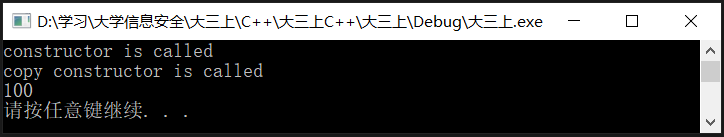 D:\学习\大学信息安全\大三上\C++\大三上C++\大三上\Debug\大三上.exe
constructor is called
copy constructor is called
100
请按任意键继续. . .